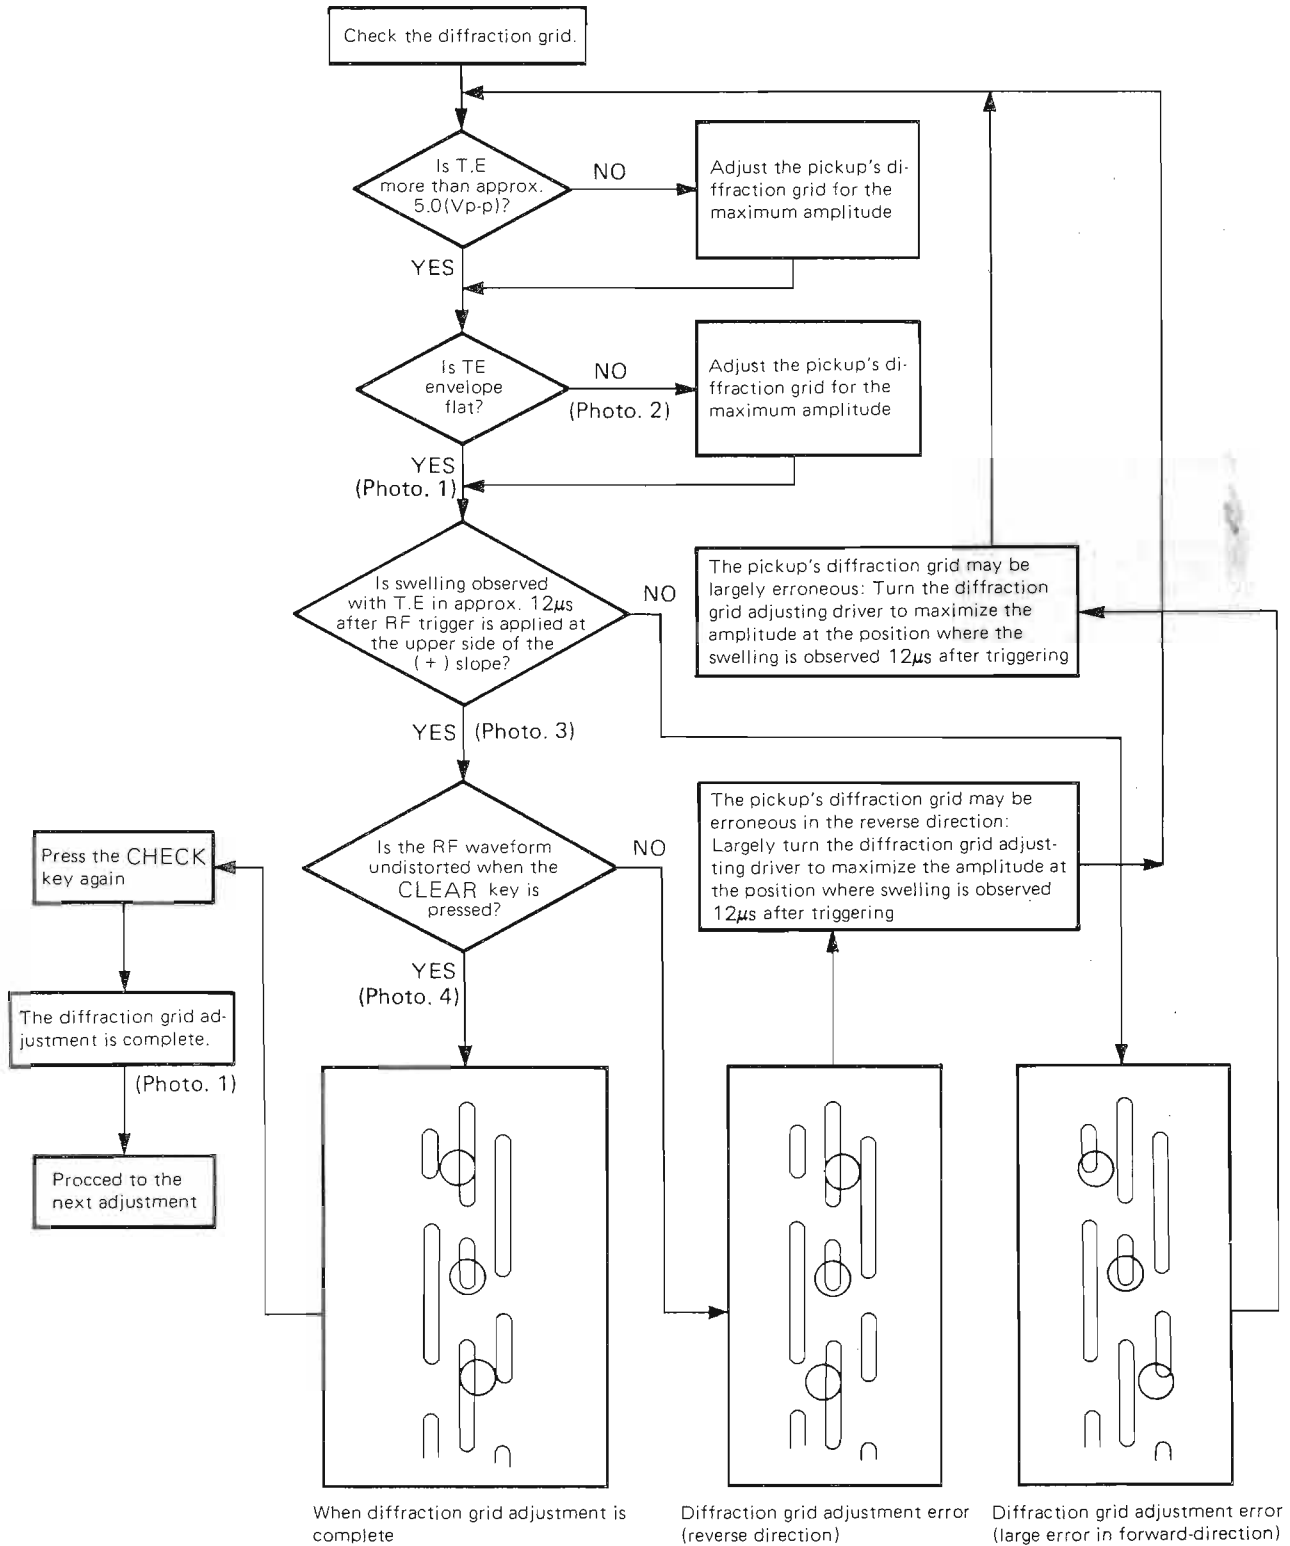 Check the diffraction grid.
Is T.E
more than approx.
5.0(Vp-p)?
NO
Adjust the pickup's di-
ffraction grid for the
maximum amplitude
YES
Is TE
envelope
flat?
NO
(Photo. 2)
Adjust the pickup's di-
ffraction grid for the
maximum amplitude
YES
(Photo. 1)
Is swelling observed
with T.E in approx. 12μs
after RF trigger is applied at
the upper side of the
(+) slope?
NO
The pickup's diffraction grid may be
largely erroneous: Turn the diffraction
grid adjusting driver to maximize the
amplitude at the position where the
swelling is observed 12μs after triggering
YES (Photo. 3)
Is the RF waveform
undistorted when the
CLEAR key is
pressed?
NO
The pickup's diffraction grid may be
erroneous in the reverse direction:
Largely turn the diffraction grid adjust-
ting driver to maximize the amplitude at
the position where swelling is observed
12μs after triggering
YES
(Photo. 4)
Press the CHECK
key again
The diffraction grid ad-
justment is complete.
(Photo. 1)
Procced to the
next adjustment
When diffraction grid adjustment is
complete
Diffraction grid adjustment error
(reverse direction)
Diffraction grid adjustment error
(large error in forward-direction)